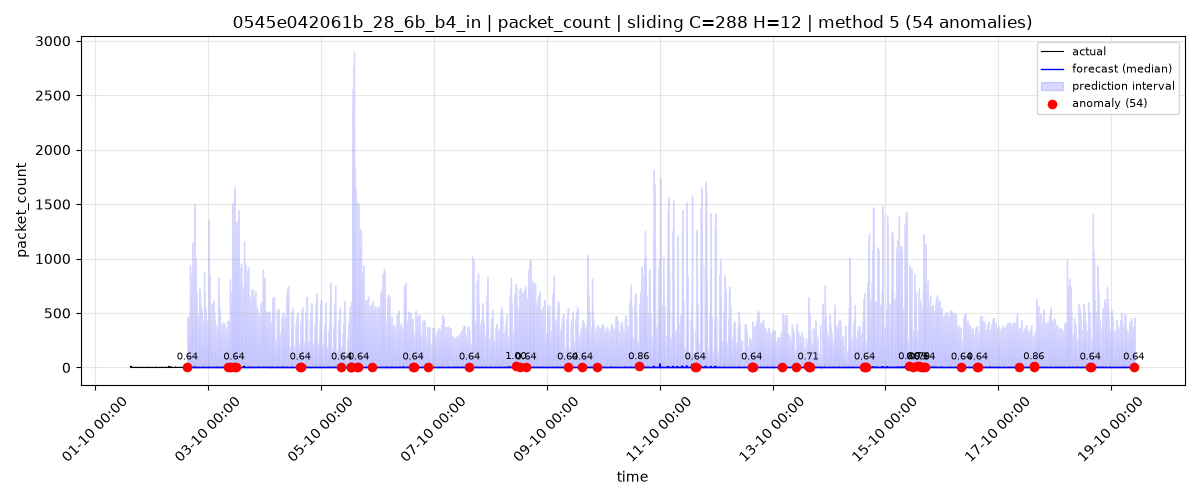 0545e042061b_28_6b_b4_in | packet_count | sliding C=288 H=12 | method 5 (54 anomalies)
actual
forecast (median)
prediction interval
anomaly (54)
packet_count
3000
2500
2000
1500
1000
500
0
0.64 0.64 0.64 0.64 0.64 0.64 0.64 0.64 0.86 0.64 0.64 0.71 0.64 0.64 0.64 0.86 0.64 0.64
01-10 00:00 03-10 00:00 05-10 00:00 07-10 00:00 09-10 00:00 11-10 00:00 13-10 00:00 15-10 00:00 17-10 00:00 19-10 00:00
time